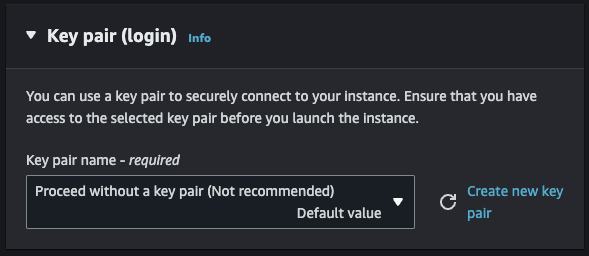 Key pair (login) Info
You can use a key pair to securely connect to your instance. Ensure that you have
access to the selected key pair before you launch the instance.
Key pair name - required
Proceed without a key pair (Not recommended)
Default value
Create new key
pair